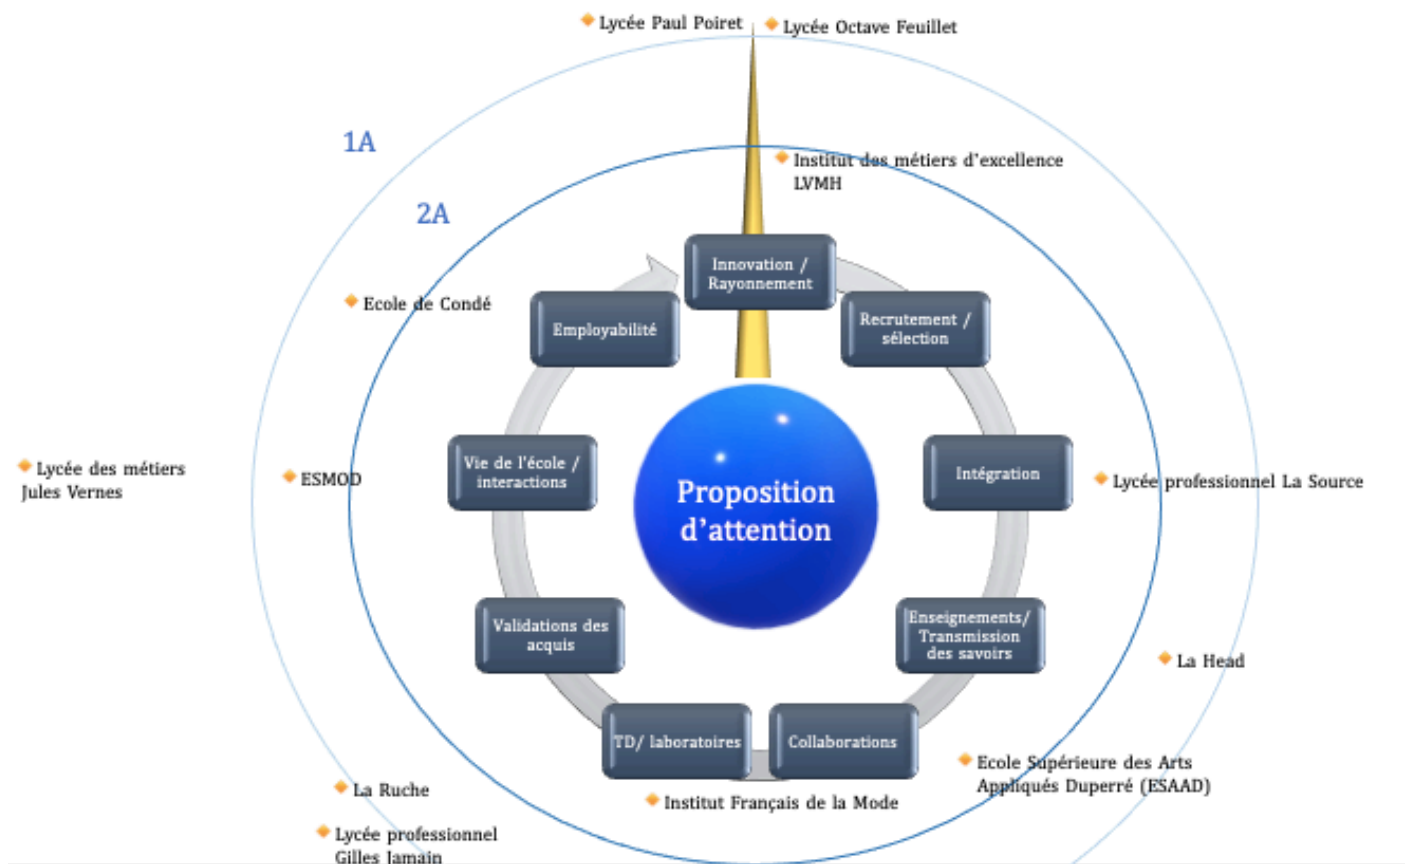 Lycée Paul Poiret
Lycée Octave Feuillet
1A
Institut des métiers d'excellence
LVMH
2A
Innovation /
Rayonnement
Ecole de Condé
Employabilité
Recrutement /
sélection
Lycée des métiers
Jules Vernes
ESMOD
Vie de l'école /
interactions
Proposition
d'attention
Intégration
Lycée professionnel La Source
Validations des
acquis
Enseignements/
Transmission
des savoirs
La Head
TD/ laboratoires
Collaborations
Ecole Supérieure des Arts
Appliqués Duperré (ESAAD)
La Ruche
Institut Français de la Mode
Lycée professionnel
Gilles Jamain